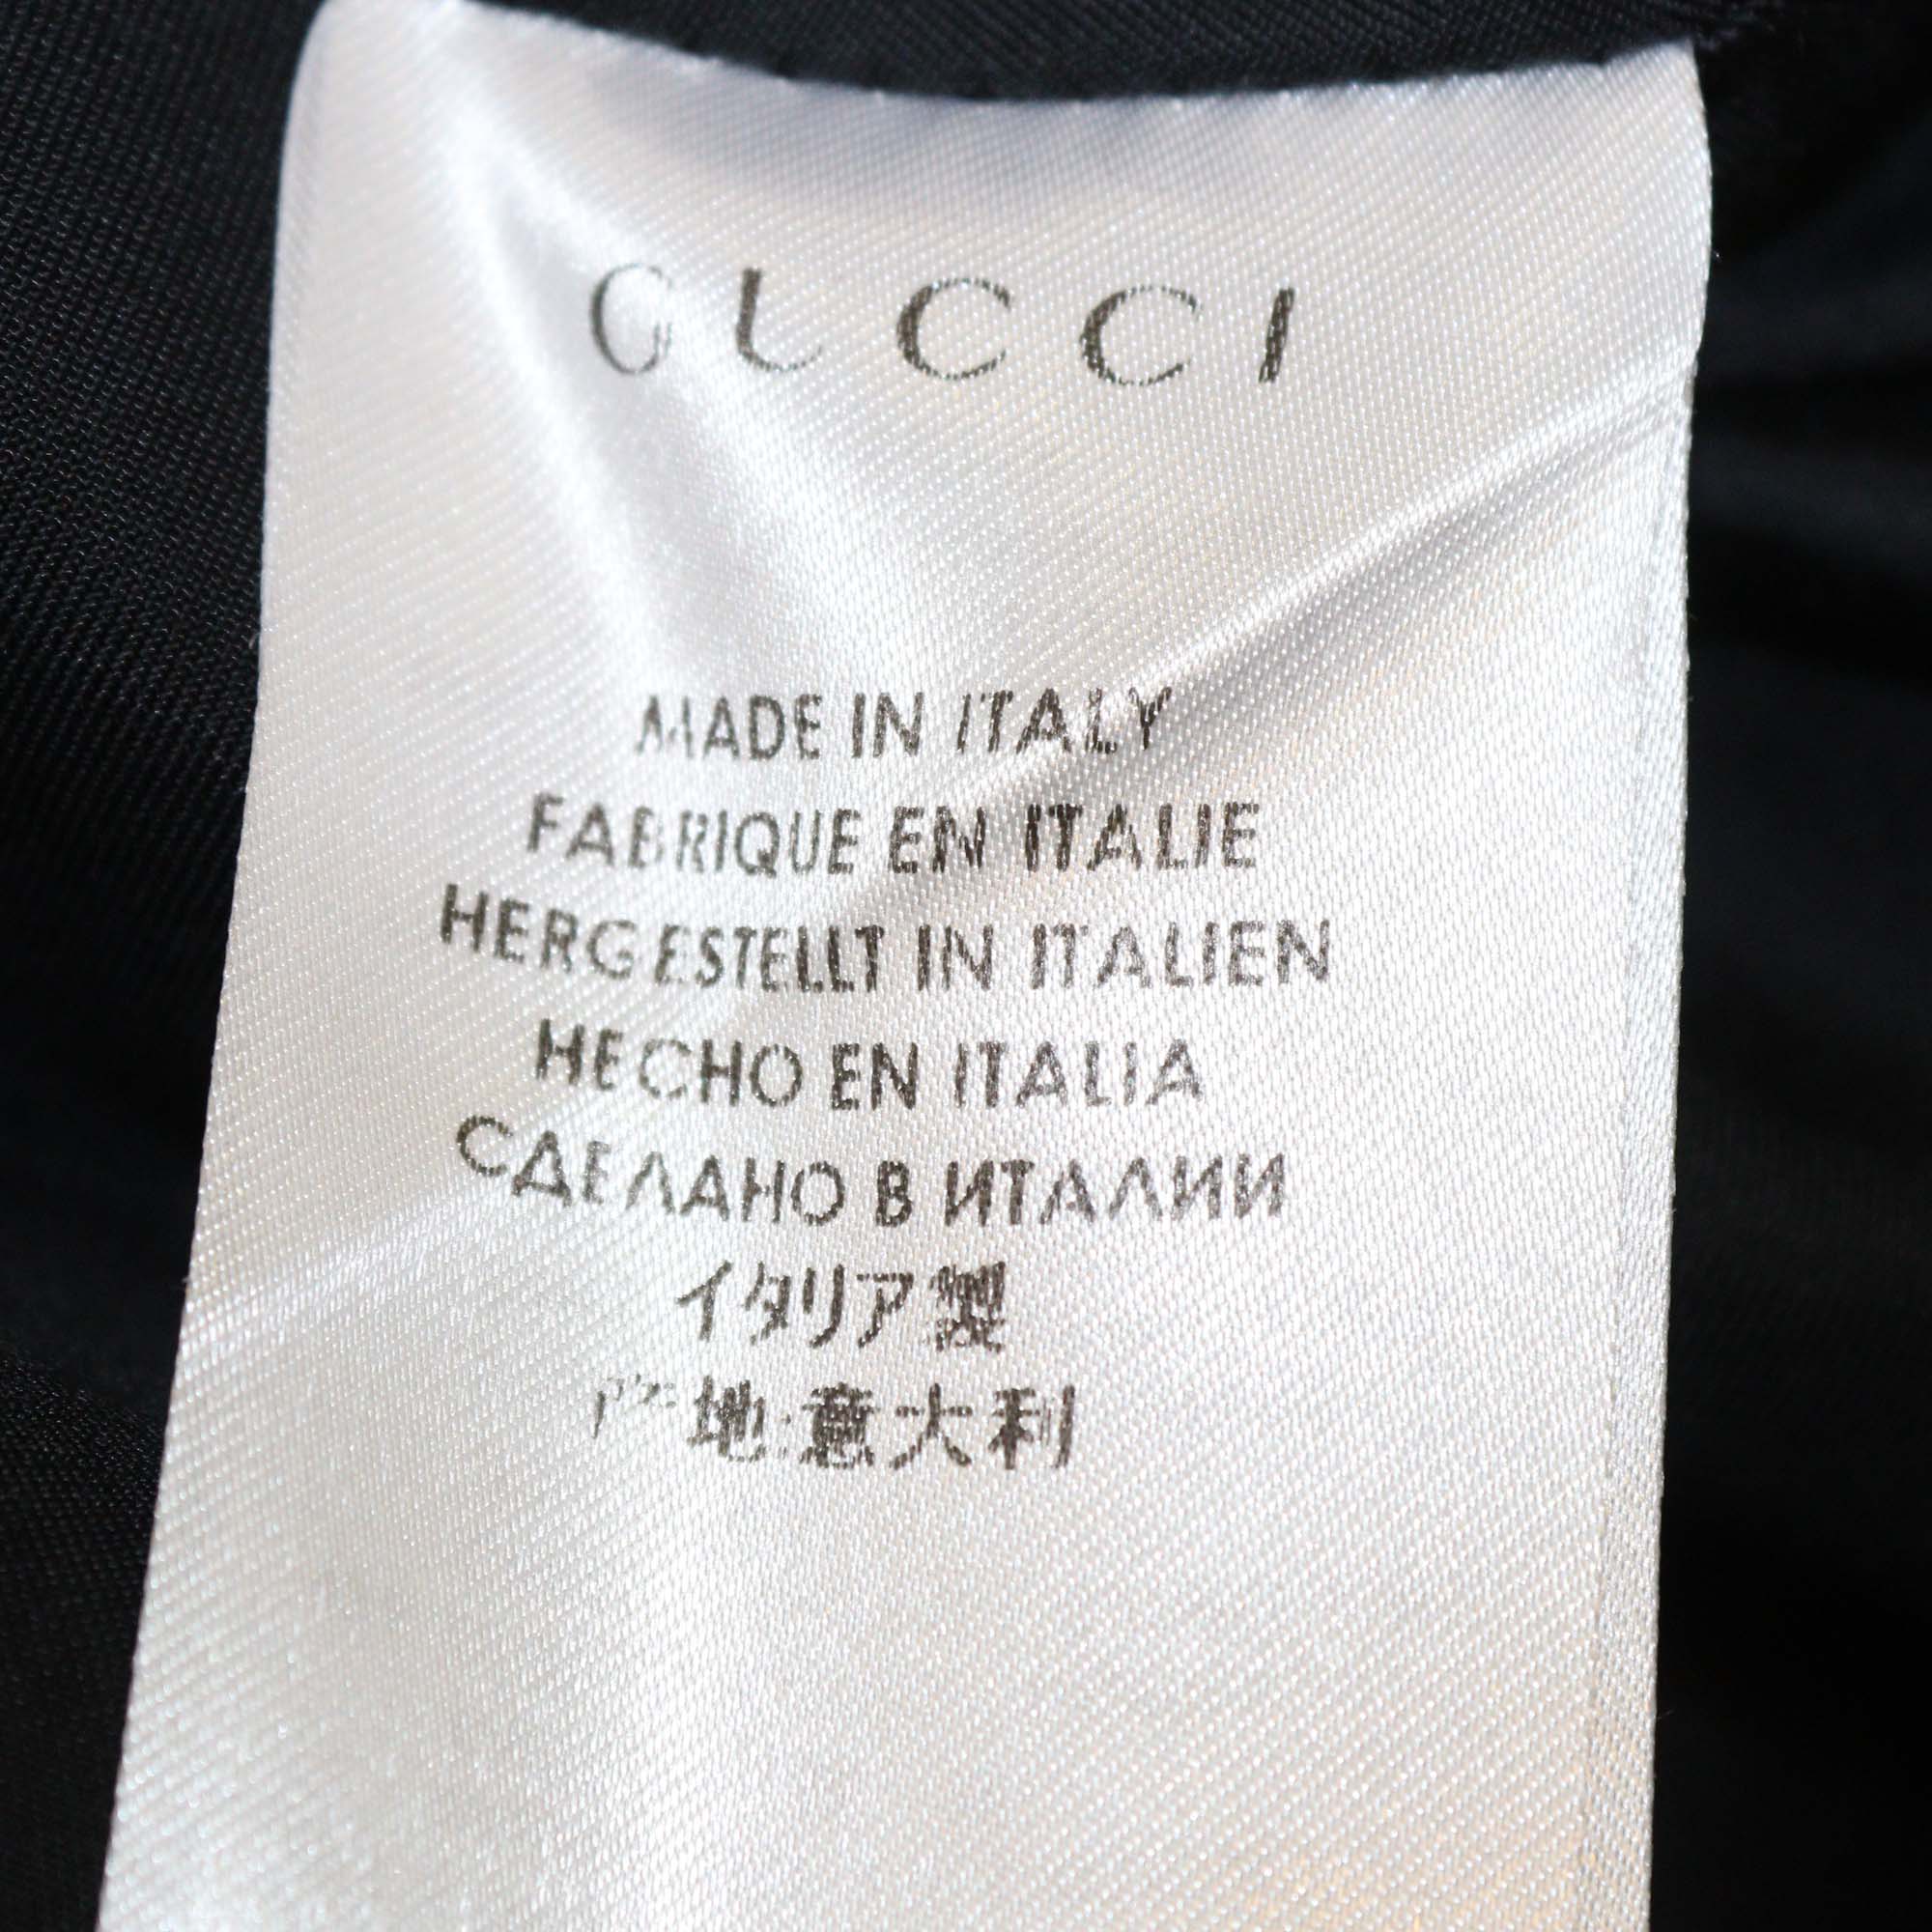 GUCCI
MADE IN ITALY
FABRIQUE EN ITALIE
HERGESTELLT IN ITALIEN
HECHO EN ITALIA
СДЕЛАНО В ИТАЛИИ
イタリア製
产地:意大利